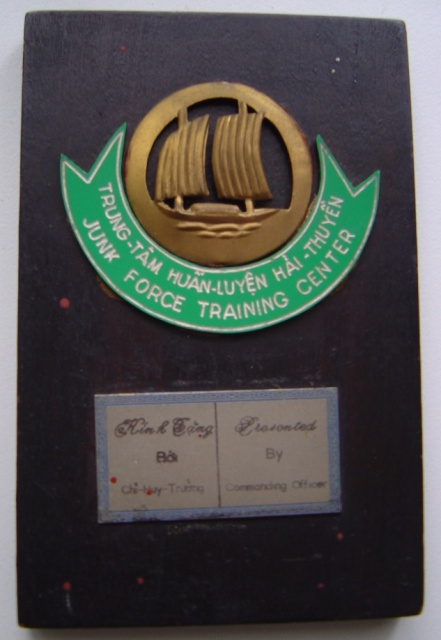 TRUNG-TÂM HUẤN-LUYỆN HẢI-THUYỀN
JUNK FORCE TRAINING CENTER
Kính Tặng
Bởi
Chỉ-Huy-Trưởng
Presented
By
Commanding Officer